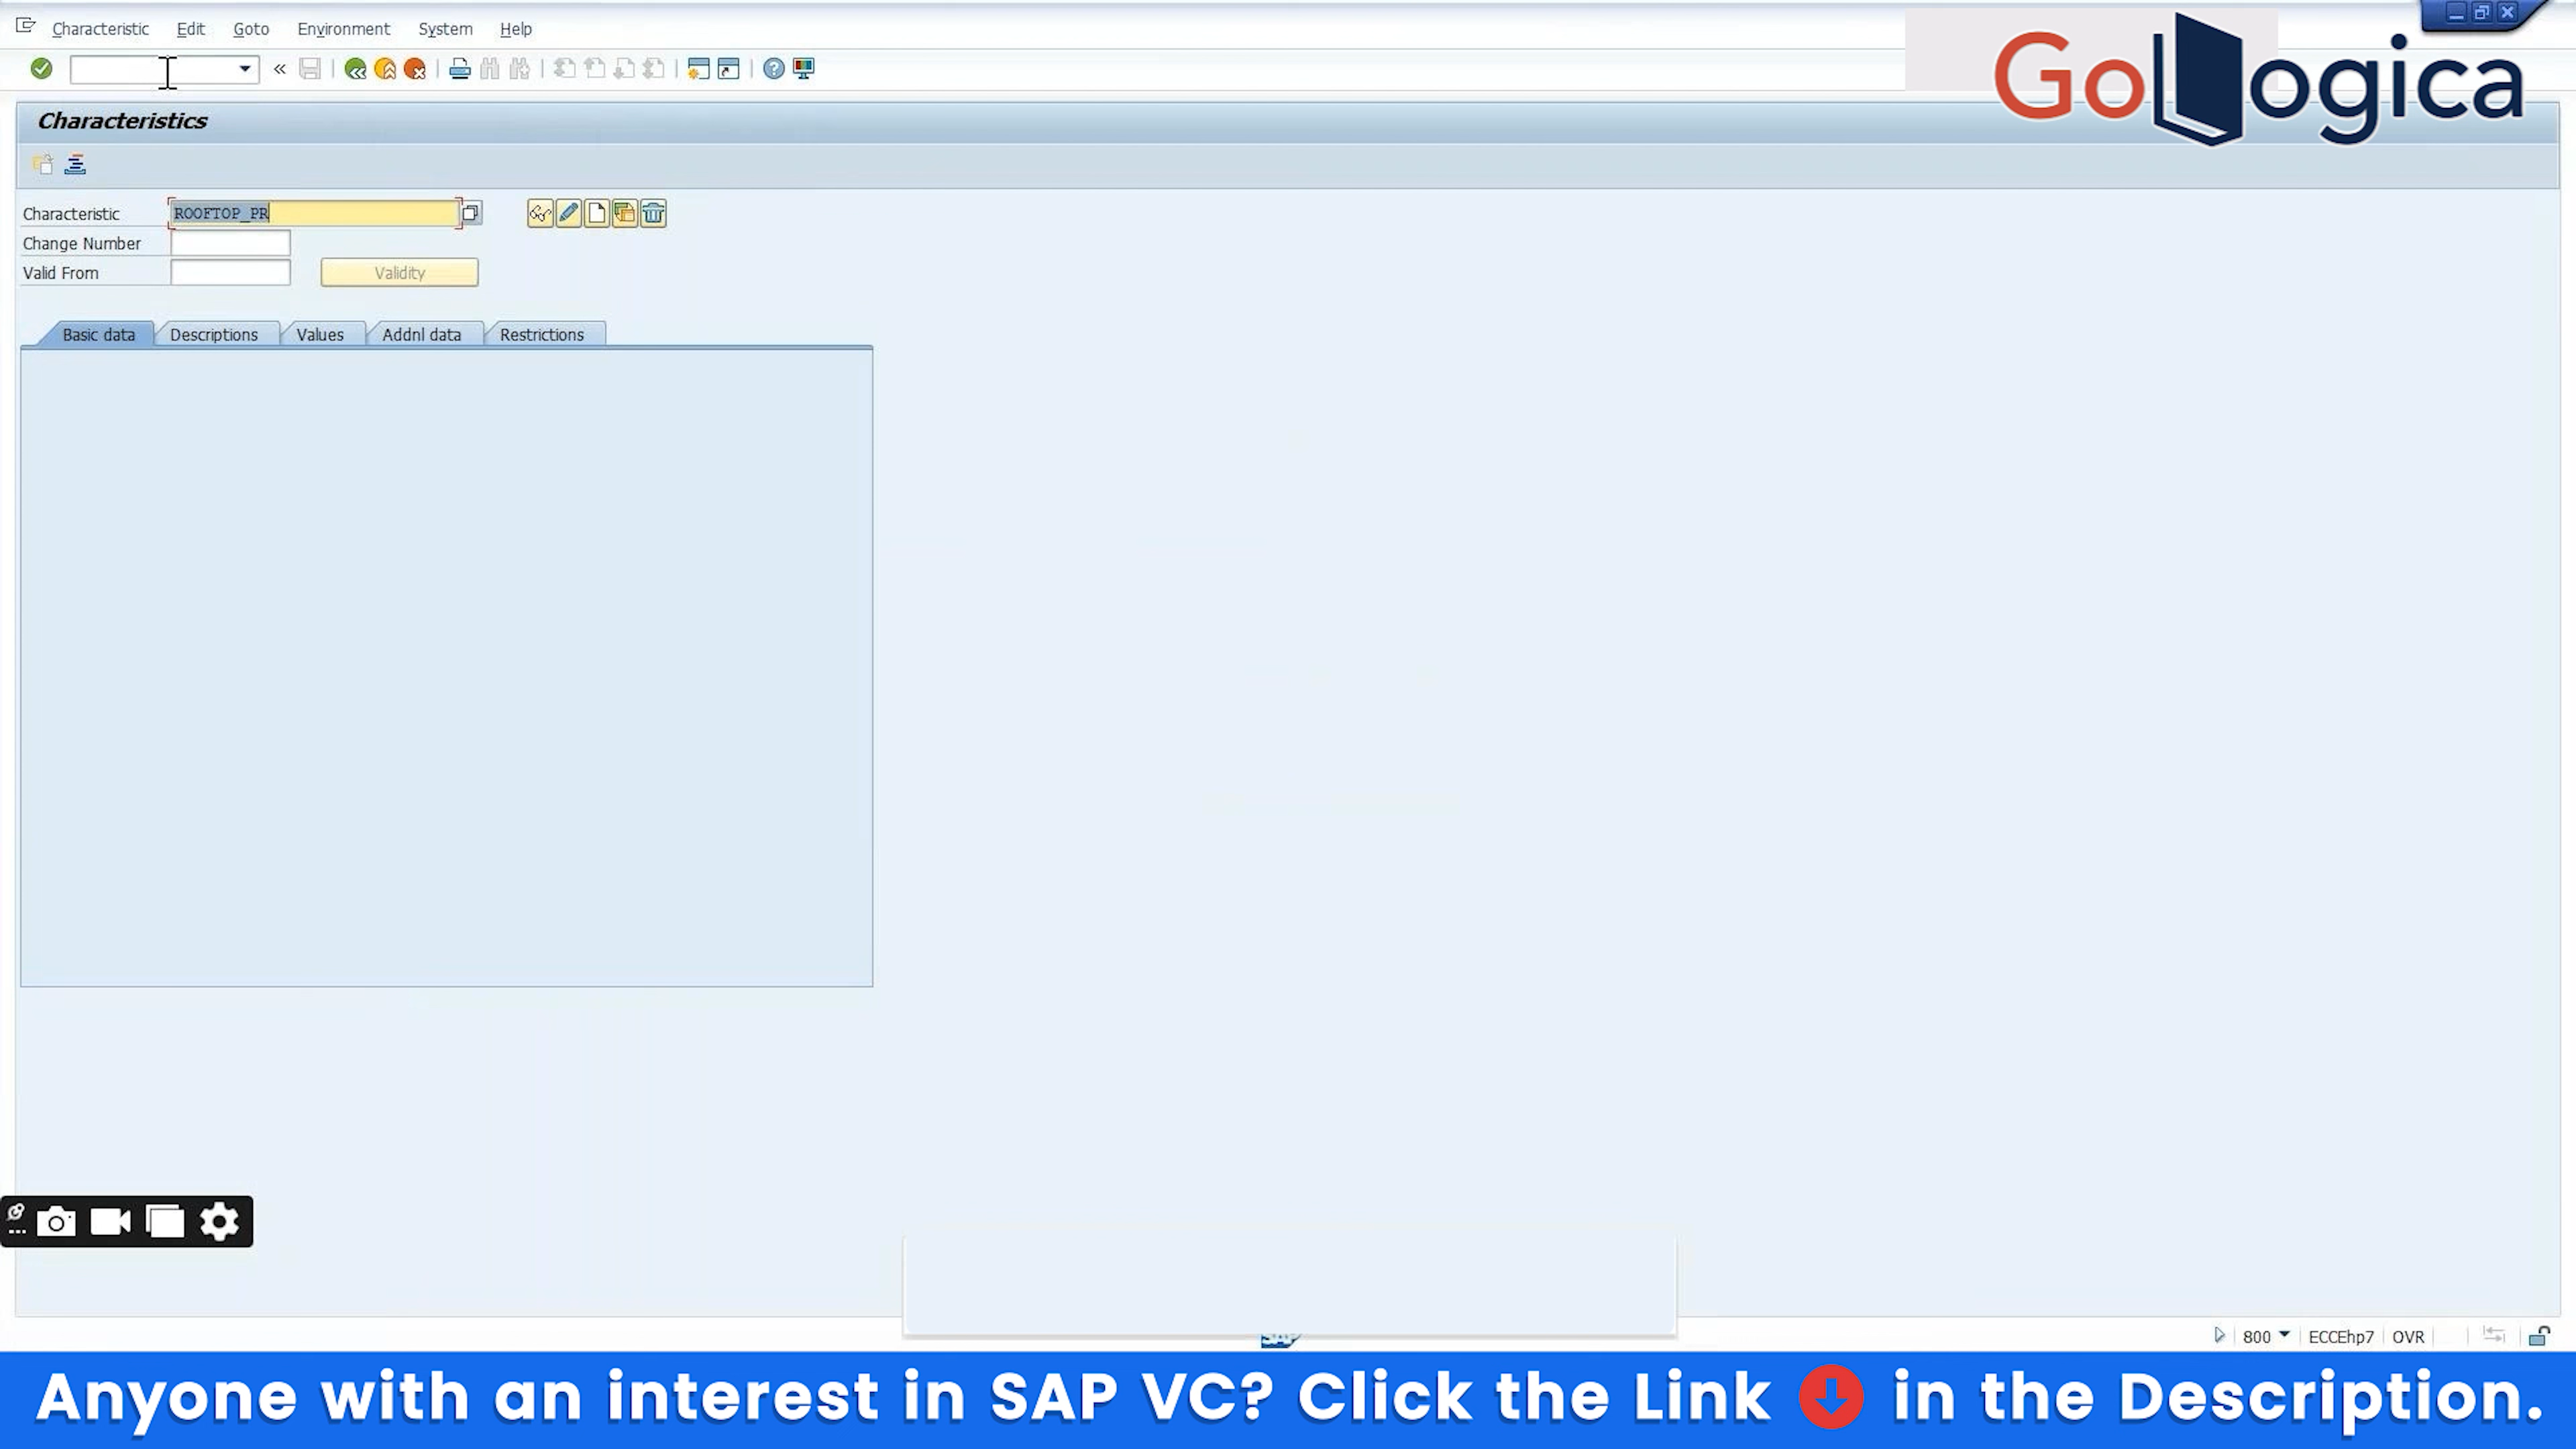 Characteristic Edit Goto Environment System Help
GoLogica
Characteristics
Characteristic ROOFTOP_PR
Change Number
Valid From Validity
Basic data Descriptions Values Addnl data Restrictions
SAP
800 ECCEhp7 OVR
Anyone with an interest in SAP VC? Click the Link in the Description.